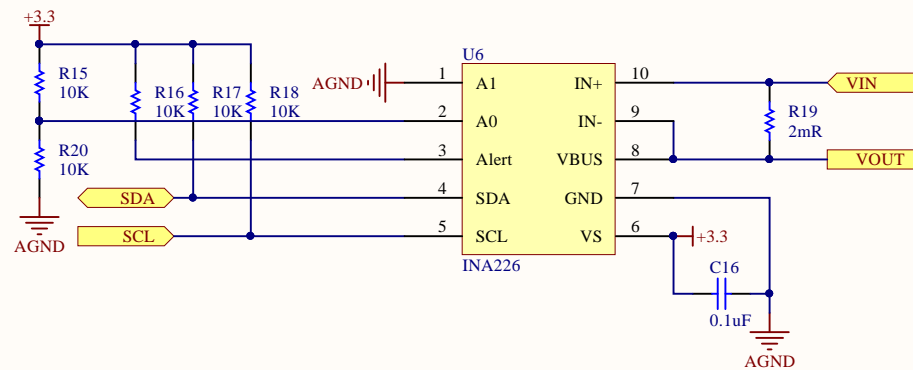 +3.3
R15
10K
R16
10K
R17
10K
R18
10K
R20
10K
AGND
SDA
SCL
AGND
U6
1
A1
IN+
10
2
A0
IN-
9
3
Alert
VBUS
8
4
SDA
GND
7
5
SCL
VS
6
INA226
VIN
R19
2mR
VOUT
+3.3
C16
0.1uF
AGND